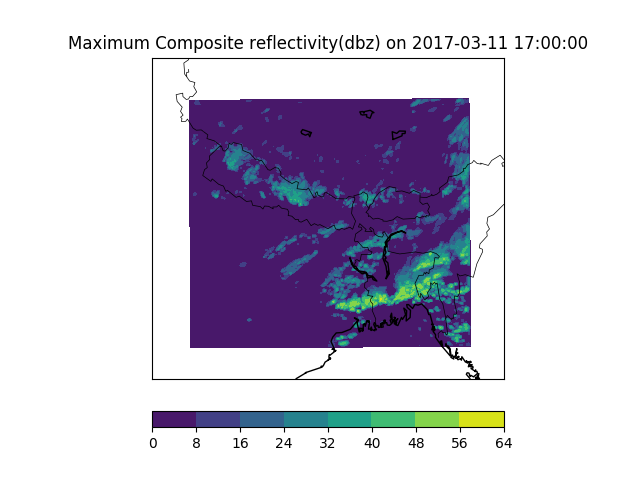 Maximum Composite reflectivity(dbz) on 2017-03-11 17:00:00
0 8 16 24 32 40 48 56 64